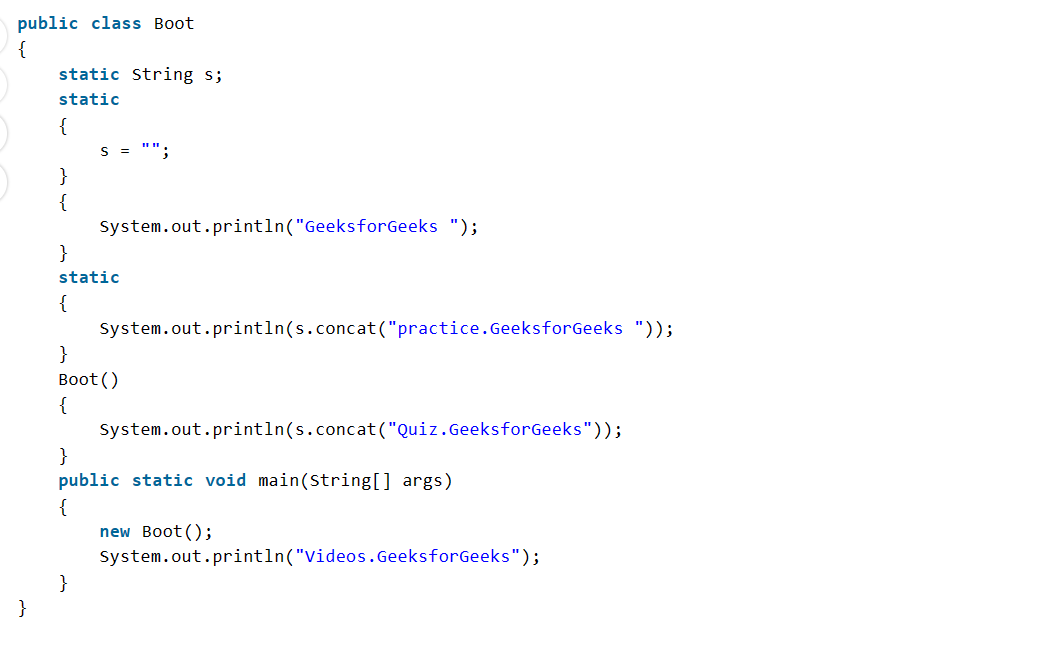 public class Boot
{
    static String s;
    static
    {
        s = "";
    }
    {
        System.out.println("GeeksforGeeks ");
    }
    static
    {
        System.out.println(s.concat("practice.GeeksforGeeks "));
    }
    Boot()
    {
        System.out.println(s.concat("Quiz.GeeksforGeeks"));
    }
    public static void main(String[] args)
    {
        new Boot();
        System.out.println("Videos.GeeksforGeeks");
    }
}